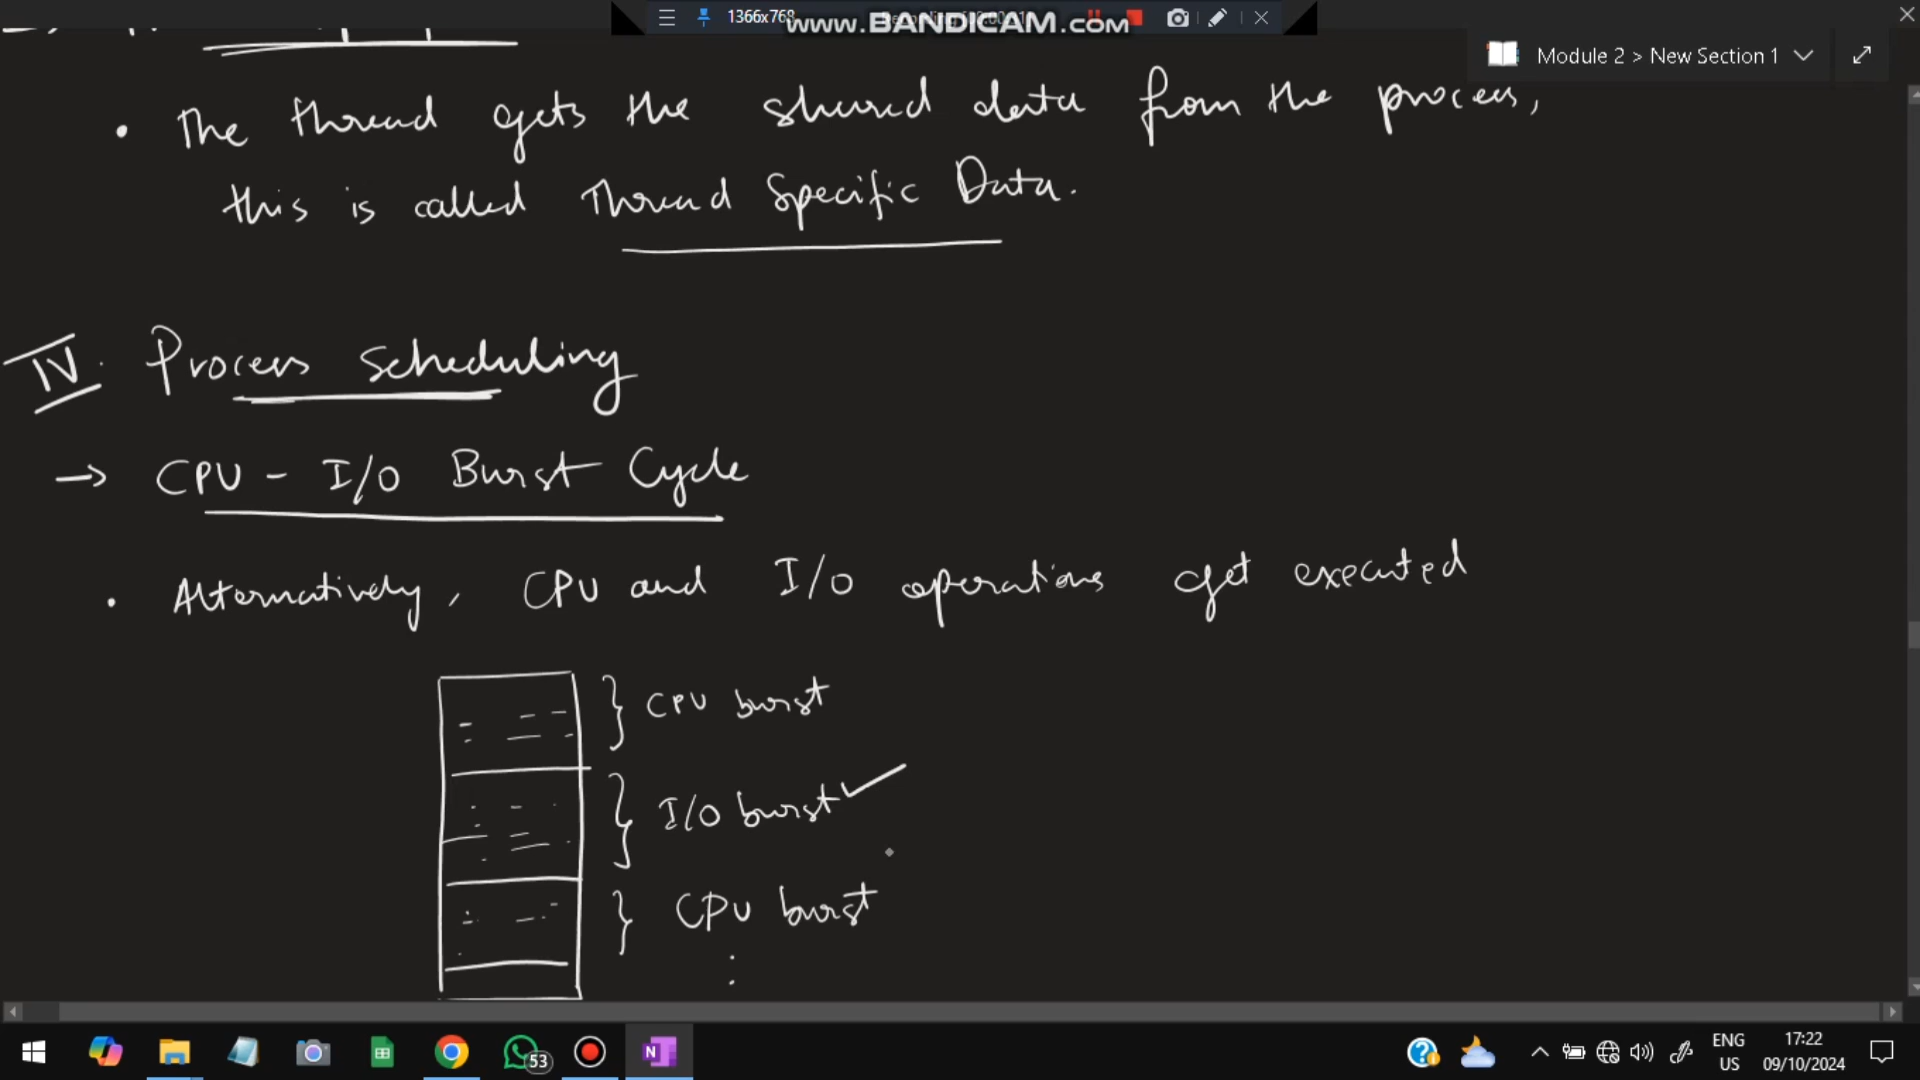 1366x768
www.BANDICAM.com
Module 2 > New Section 1
• The thread gets the shared data from the process,
this is called Thread Specific Data.
IV. Process Scheduling
→ CPU - I/O Burst Cycle
• Alternatively, CPU and I/O operations get executed
} CPU burst
} I/O burst ✓
} CPU burst
⋮
53
ENG
US
17:22
09/10/2024